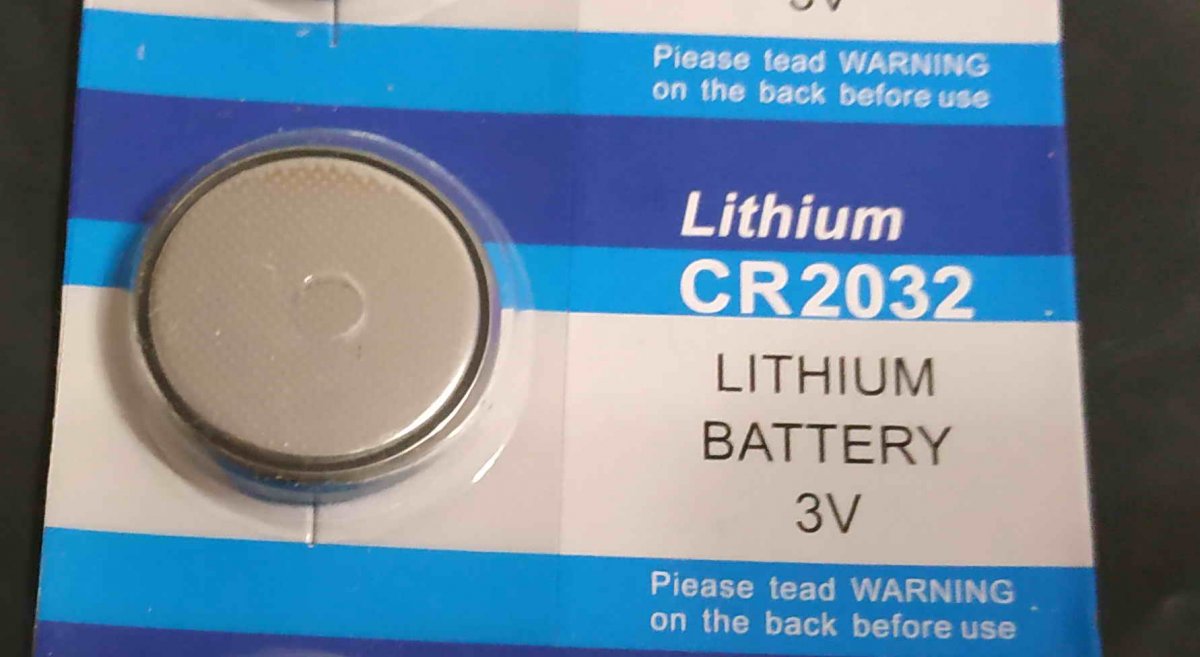 3V
Piease tead WARNING
on the back before use
Lithium
CR2032
LITHIUM
BATTERY
3V
Piease tead WARNING
on the back before use